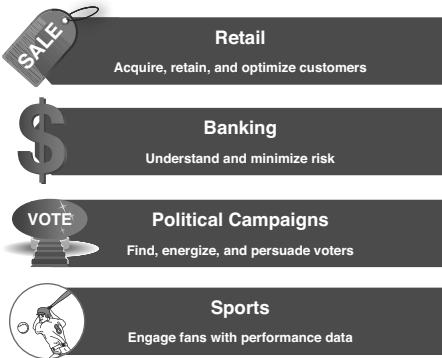 SALE
Retail
Acquire, retain, and optimize customers
$
Banking
Understand and minimize risk
VOTE
Political Campaigns
Find, energize, and persuade voters
Sports
Engage fans with performance data